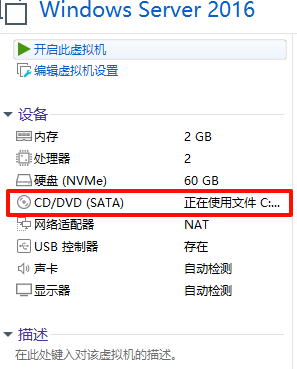 Windows Server 2016
开启此虚拟机
编辑虚拟机设置
设备
内存 2 GB
处理器 2
硬盘 (NVMe) 60 GB
CD/DVD (SATA) 正在使用文件 C:...
网络适配器 NAT
USB 控制器 存在
声卡 自动检测
显示器 自动检测
描述
在此处键入对该虚拟机的描述。